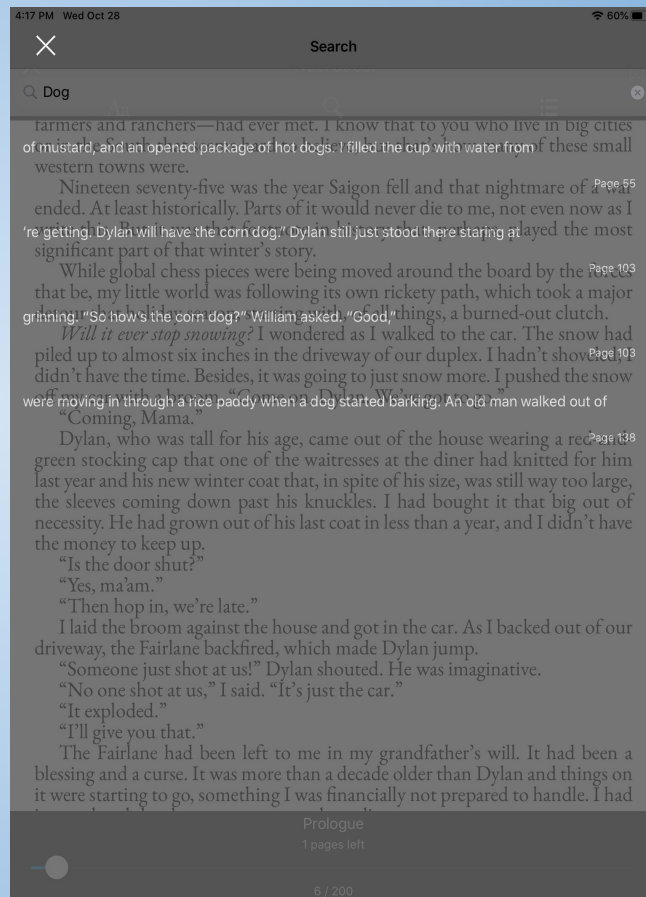 4:17 PM Wed Oct 28
60%
Search
Dog
farmers and ranchers—had ever met. I know that to you who live in big cities
of mustard, and an opened package of hot dogs. I filled the cup with water from
of these small
western towns were.
Page 55
Nineteen seventy-five was the year Saigon fell and that nightmare of a war
ended. At least historically. Parts of it would never die to me, not even now as I
’re getting. Dylan will have the corn dog.” Dylan still just stood there staring at
played the most
significant part of that winter’s story.
Page 103
While global chess pieces were being moved around the board by the forces
that be, my little world was following its own rickety path, which took a major
grinning. “So how’s the corn dog?” William asked. “Good,”
things, a burned-out clutch.
Will it ever stop snowing? I wondered as I walked to the car. The snow had
Page 103
piled up to almost six inches in the driveway of our duplex. I hadn’t shoveled, I
didn’t have the time. Besides, it was going to just snow more. I pushed the snow
were moving in through a rice paddy when a dog started barking. An old man walked out of
“Coming, Mama.”
Page 138
Dylan, who was tall for his age, came out of the house wearing a red-and-
green stocking cap that one of the waitresses at the diner had knitted for him
last year and his new winter coat that, in spite of his size, was still way too large,
the sleeves coming down past his knuckles. I had bought it that big out of
necessity. He had grown out of his last coat in less than a year, and I didn’t have
the money to keep up.
“Is the door shut?”
“Yes, ma’am.”
“Then hop in, we’re late.”
I laid the broom against the house and got in the car. As I backed out of our
driveway, the Fairlane backfired, which made Dylan jump.
“Someone just shot at us!” Dylan shouted. He was imaginative.
“No one shot at us,” I said. “It’s just the car.”
“It exploded.”
“I’ll give you that.”
The Fairlane had been left to me in my grandfather’s will. It had been a
blessing and a curse. It was more than a decade older than Dylan and things on
it were starting to go, something I was financially not prepared to handle. I had
Prologue
1 pages left
6 / 200